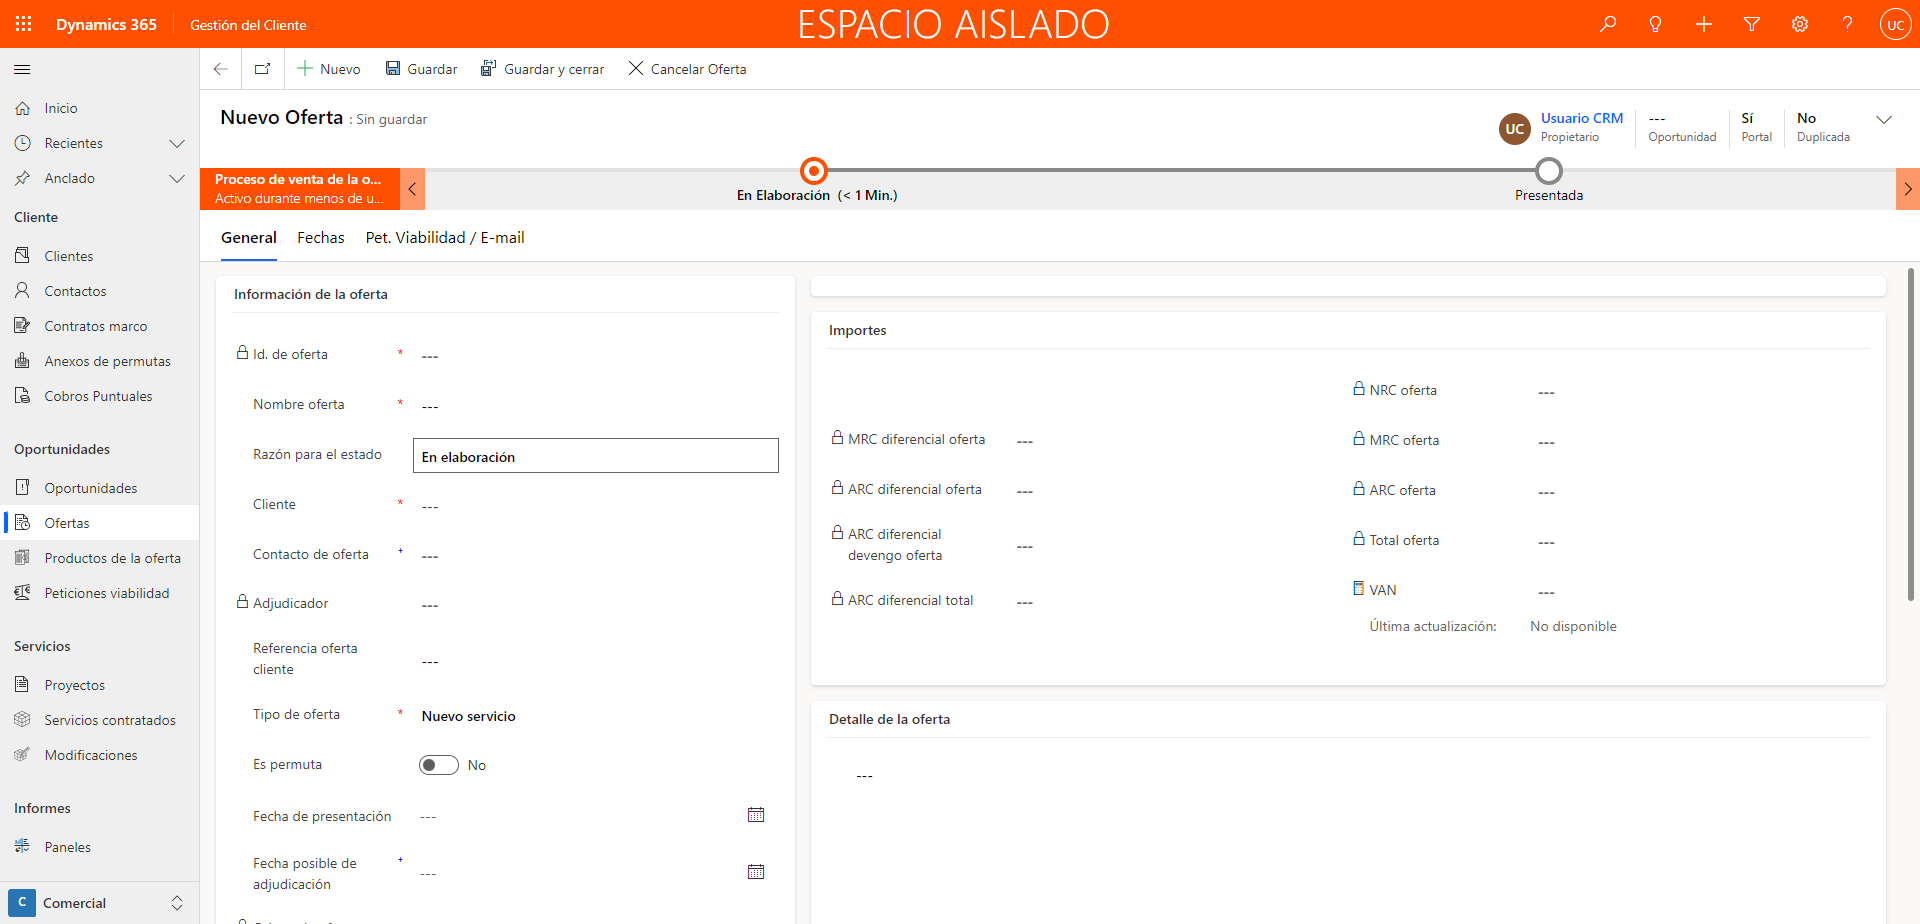 Dynamics 365
Gestión del Cliente
ESPACIO AISLADO
UC
Nuevo
Guardar
Guardar y cerrar
Cancelar Oferta
Inicio
Recientes
Anclado
Cliente
Clientes
Contactos
Contratos marco
Anexos de permutas
Cobros Puntuales
Oportunidades
Oportunidades
Ofertas
Productos de la oferta
Peticiones viabilidad
Servicios
Proyectos
Servicios contratados
Modificaciones
Informes
Paneles
C Comercial
Nuevo Oferta : Sin guardar
UC
Usuario CRM
Propietario
---
Oportunidad
Sí
Portal
No
Duplicada
Proceso de venta de la o...
Activo durante menos de u...
En Elaboración (< 1 Min.)
Presentada
General
Fechas
Pet. Viabilidad / E-mail
Información de la oferta
Id. de oferta * ---
Nombre oferta * ---
Razón para el estado En elaboración
Cliente * ---
Contacto de oferta + ---
Adjudicador ---
Referencia oferta
cliente ---
Tipo de oferta * Nuevo servicio
Es permuta No
Fecha de presentación ---
Fecha posible de
adjudicación + ---
Importes
MRC diferencial oferta ---
ARC diferencial oferta ---
ARC diferencial
devengo oferta ---
ARC diferencial total ---
NRC oferta ---
MRC oferta ---
ARC oferta ---
Total oferta ---
VAN ---
Última actualización: No disponible
Detalle de la oferta
---